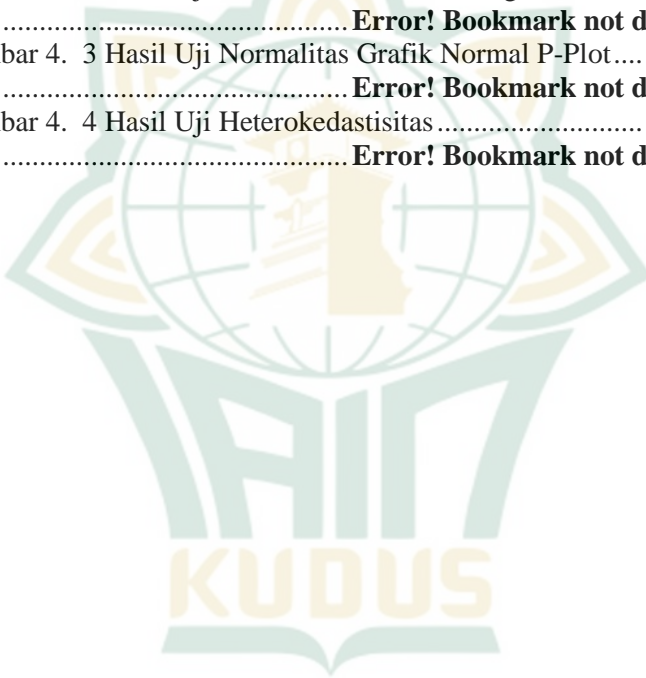 .......................................................Error! Bookmark not d
bar 4. 3 Hasil Uji Normalitas Grafik Normal P-Plot....
.......................................................Error! Bookmark not d
bar 4. 4 Hasil Uji Heterokedastisitas...........................
.......................................................Error! Bookmark not d
IAIN
KUDUS